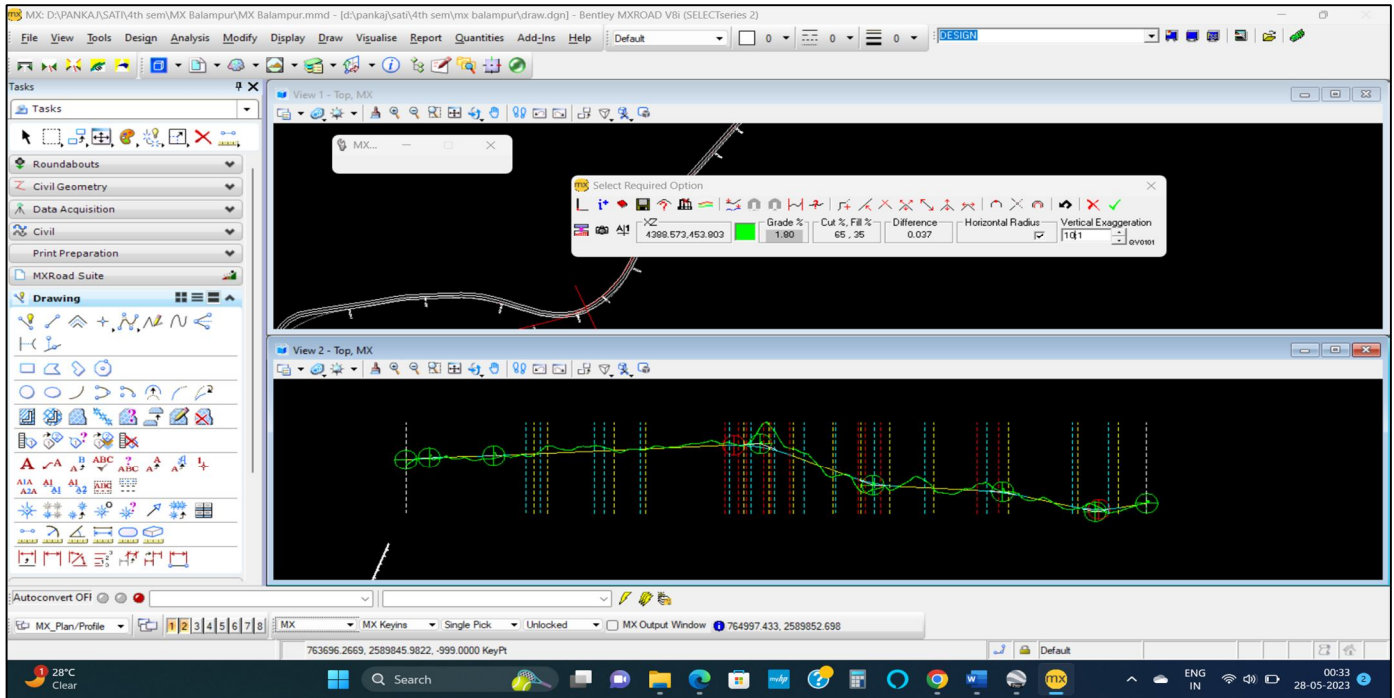 MX: D:\PANKAJ\SATI\4th sem\MX Balampur\MX Balampur.mmd - [d:\pankaj\sati\4th sem\mx balampur\draw.dgn] - Bentley MXROAD V8i (SELECTseries 2)
File View Tools Design Analysis Modify Display Draw Visualise Report Quantities Add-Ins Help Default 0 0 0 DESIGN
Tasks
View 1 - Top, MX
Tasks
MX...
Roundabouts
Select Required Option
Civil Geometry
Data Acquisition
XZ Grade % Cut %, Fill % Difference Horizontal Radius Vertical Exaggeration
Civil
4388.573,453.803 1.80 65 , 35 0.037 10:1 GV0101
Print Preparation
MXRoad Suite
Drawing
View 2 - Top, MX
Autoconvert OFF
MX_Plan/Profile 1 2 3 4 5 6 7 8 MX MX Keyins Single Pick Unlocked MX Output Window 764997.433, 2589852.698
763696.2669, 2589845.9822, -999.0000 KeyPt Default
28°C
Clear
Search
ENG
IN
00:33
28-05-2023
2